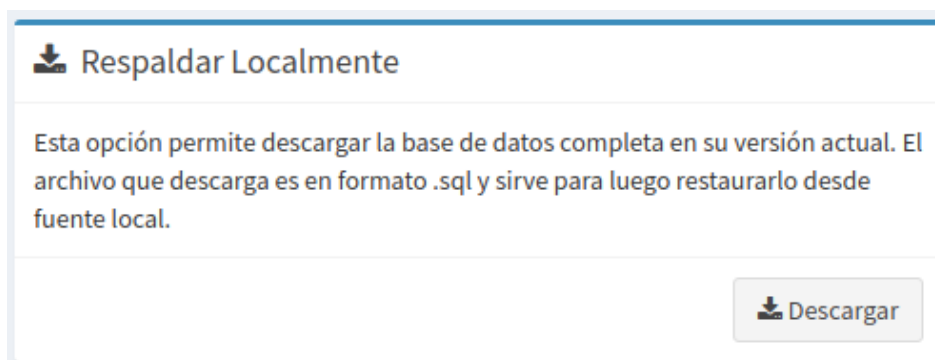 Respaldar Localmente
Esta opción permite descargar la base de datos completa en su versión actual. El
archivo que descarga es en formato .sql y sirve para luego restaurarlo desde
fuente local.
Descargar